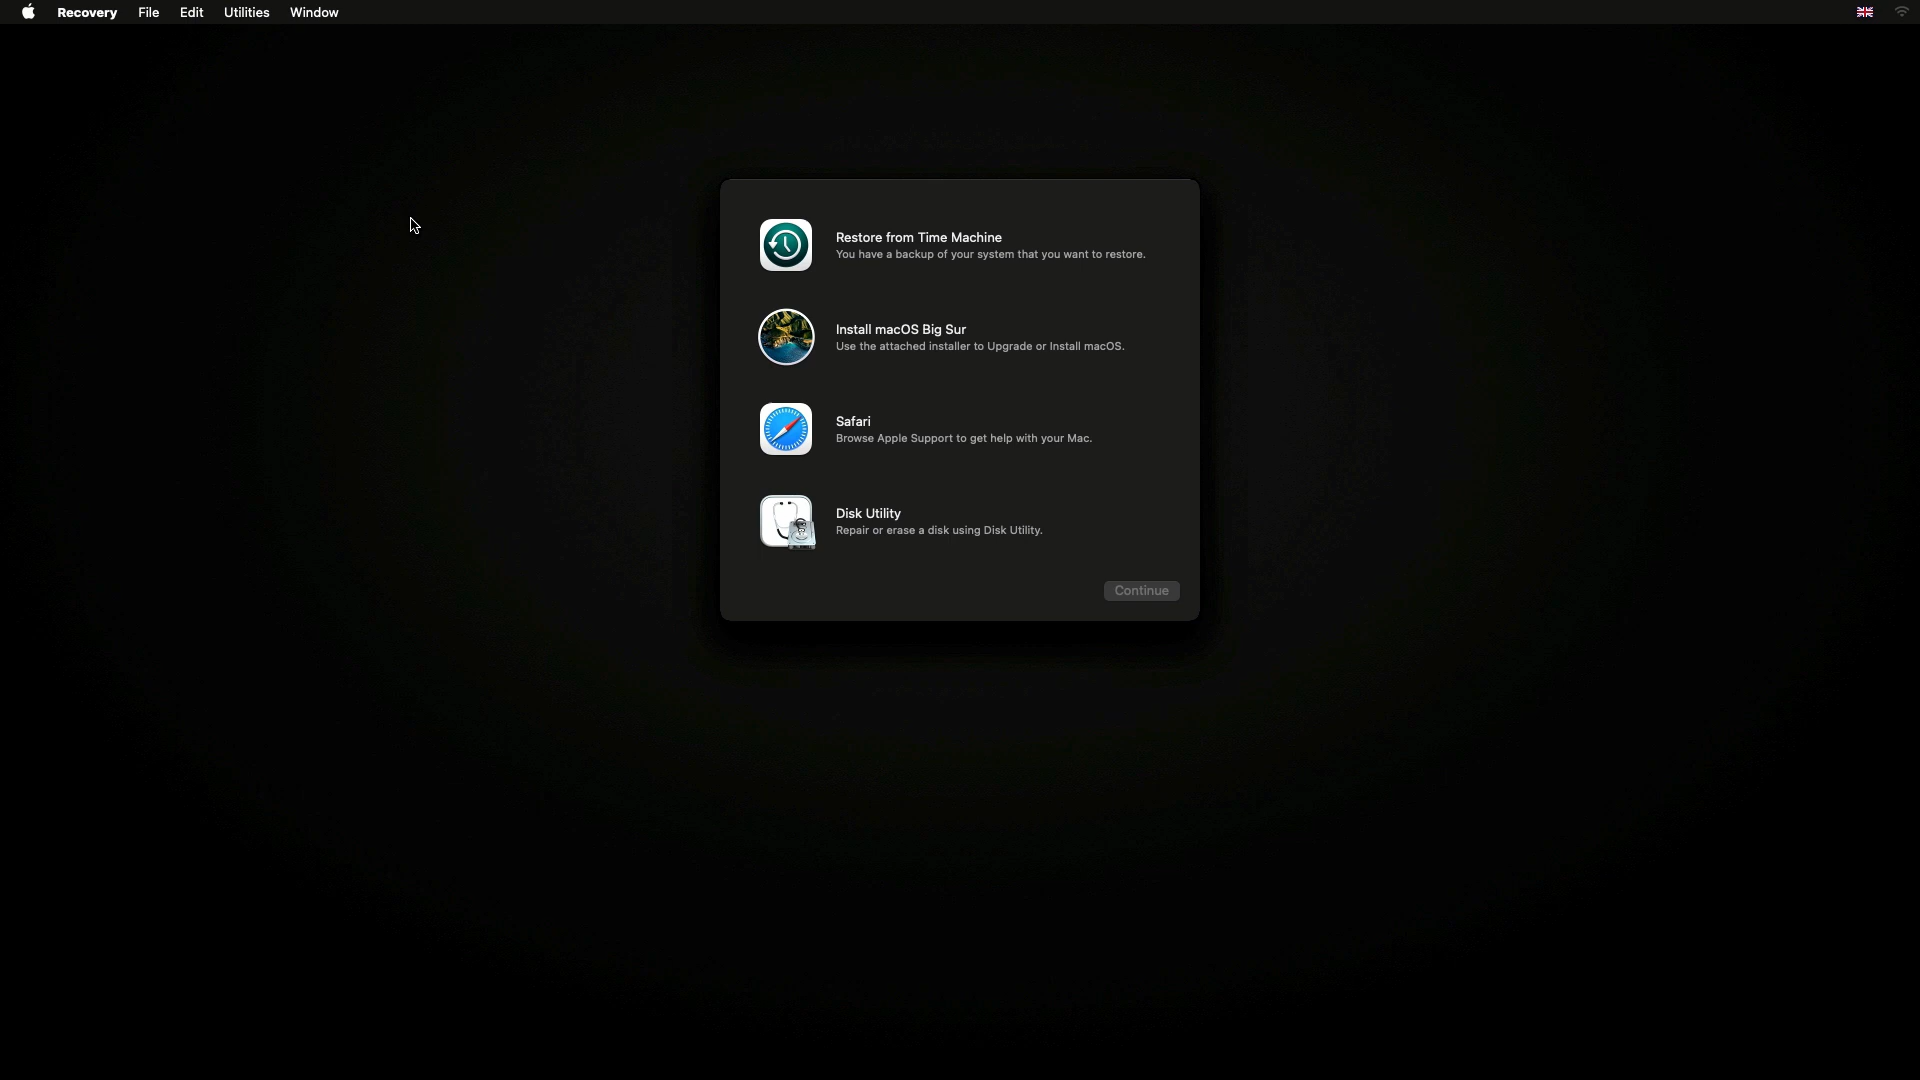 Recovery File Edit Utilities Window
Restore from Time Machine
You have a backup of your system that you want to restore.
Install macOS Big Sur
Use the attached installer to Upgrade or Install macOS.
Safari
Browse Apple Support to get help with your Mac.
Disk Utility
Repair or erase a disk using Disk Utility.
Continue